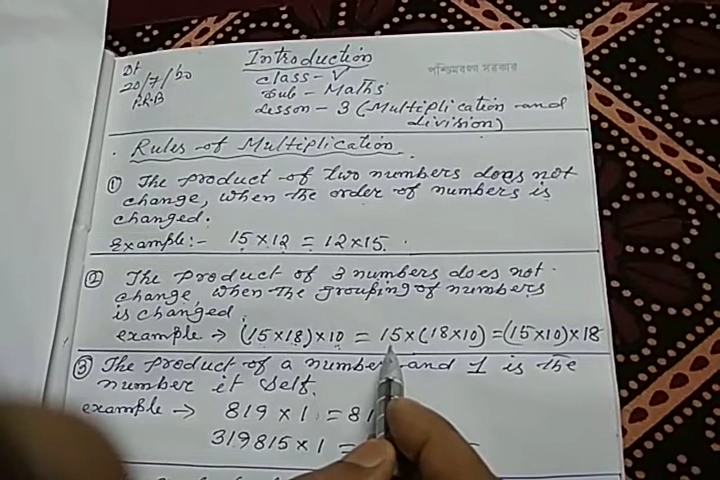 Dt
20/7/50
P.R.B
Introduction
class - V
Sub - Maths
Lesson - 3 (Multiplication and
division)
পশ্চিমবঙ্গ সরকার
Rules of Multiplication
① The product of two numbers does not
change, when the order of numbers is
changed.
Example:- 15×12 = 12×15.
② The product of 3 numbers does not
change, when the grouping of numbers
is changed.
example → (15×18)×10 = 15×(18×10) = (15×10)×18
③ The product of a number and 1 is the
number it self.
example → 819 × 1 = 81
319815 × 1 =